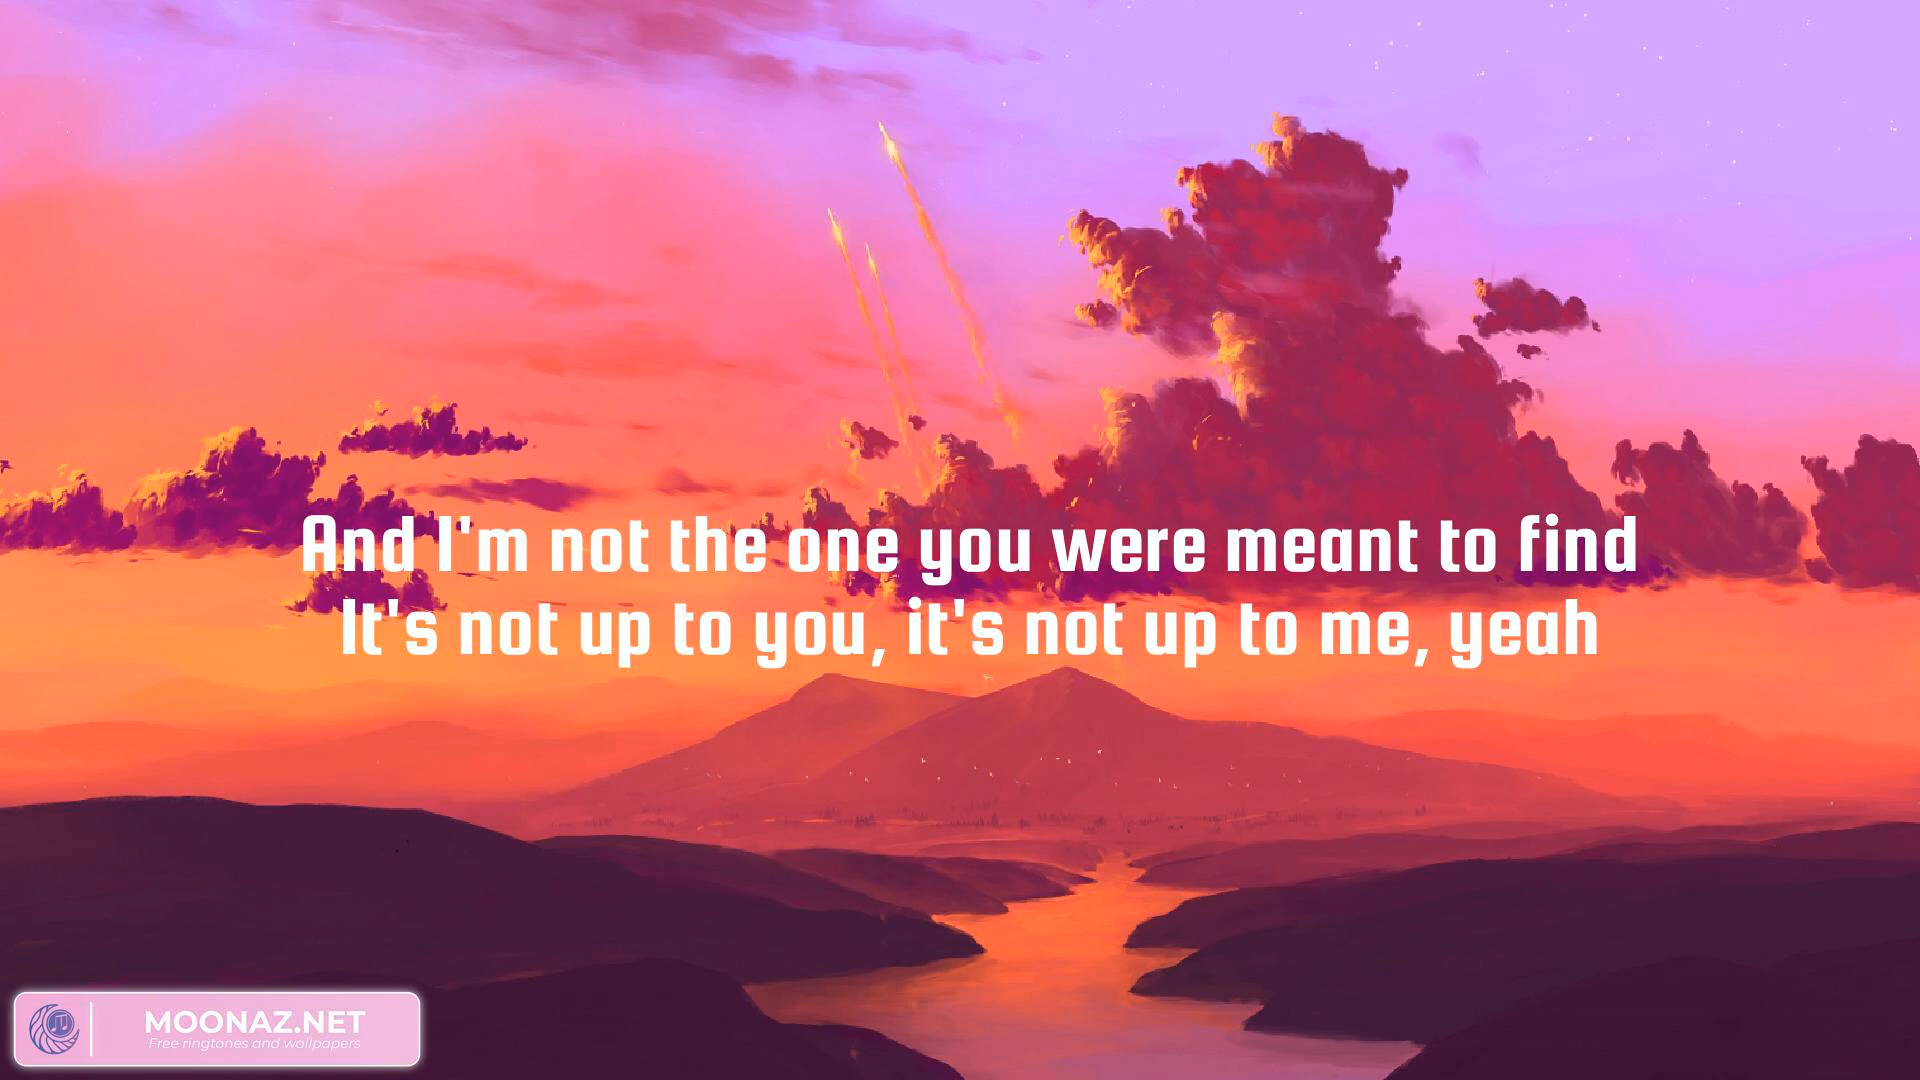 And I'm not the one you were meant to find
It's not up to you, it's not up to me, yeah
MOONAZ.NET
Free ringtones and wallpapers